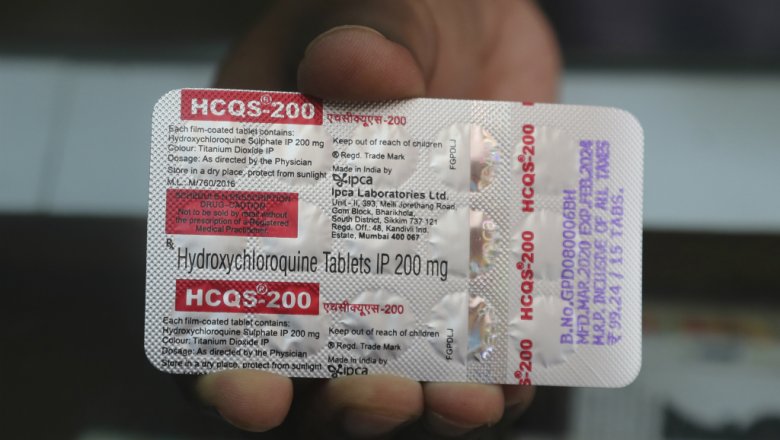 HCQS®-200 एचसीक्यूएस-200
Each film-coated tablet contains:
Hydroxychloroquine Sulphate IP 200 mg
Colour: Titanium Dioxide IP
Dosage: As directed by the Physician
Store in a dry place, protect from sunlight
M.L.: M/760/2016
SCHEDULE H PRESCRIPTION
DRUG-CAUTION
Not to be sold by retail without
the prescription of a Registered
Medical Practitioner.
Keep out of reach of children
® Regd. Trade Mark
Made in India by
ipca
Ipca Laboratories Ltd.
Unit - II, 393, Melli Jorethang Road,
Gom Block, Bharikhola,
South District, Sikkim 737 121
Regd. Off.: 48, Kandivli Ind.
Estate, Mumbai 400 067
FGPDLJ
Rx
Hydroxychloroquine Tablets IP 200 mg
HCQS®-200 एचसीक्यूएस-200
Each film-coated tablet contains:
Hydroxychloroquine Sulphate IP 200 mg
Colour: Titanium Dioxide IP
Dosage: As directed by the Physician
Store in a dry place, protect from sunlight
Keep out of reach of children
® Regd. Trade Mark
Made in India by
ipca
FGPDLJ
HCQS®-200
HCQS®-200
HCQS®-200
B.No.GPD080006BH
MFD.MAR.2020 EXP.FEB.2024
M.R.P. INCLUSIVE OF ALL TAXES
₹ 99.24 / 15 TABS.